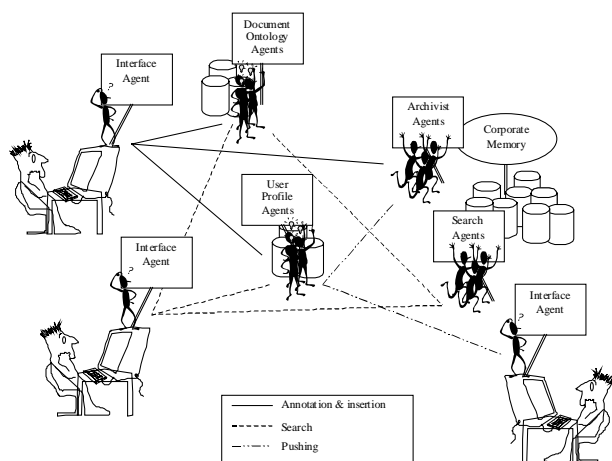 Document
Ontology
Agents
Interface
Agent
Archivist
Agents
Corporate
Memory
User
Profile
Agents
Search
Agents
Interface
Agent
Interface
Agent
Annotation & insertion
Search
Pushing